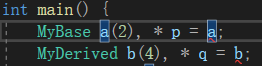 int main() {
MyBase a(2), * p = a;
MyDerived b(4), * q = b;